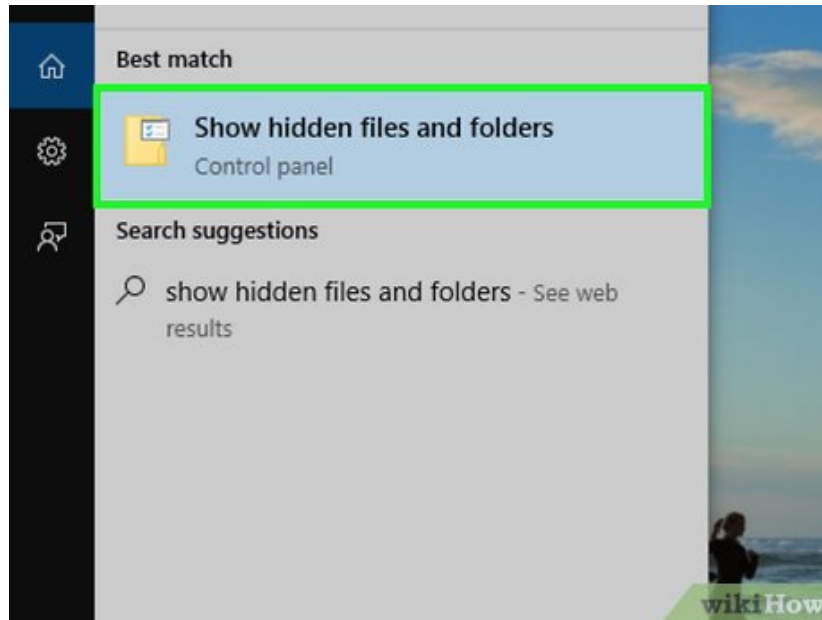 Best match
Show hidden files and folders
Control panel
Search suggestions
show hidden files and folders - See web
results
wikiHow